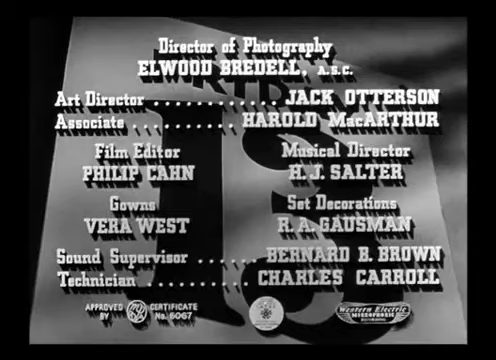 Director of Photography
ELWOOD BREDELL, A.S.C.
Art Director . . . . . . . . . . . . JACK OTTERSON
Associate . . . . . . . . . . HAROLD MacARTHUR
Film Editor
PHILIP CAHN
Musical Director
H. J. SALTER
Gowns
VERA WEST
Set Decorations
R. A. GAUSMAN
Sound Supervisor . . . . . . BERNARD B. BROWN
Technician . . . . . . . . . . . CHARLES CARROLL
APPROVED BY
CERTIFICATE No. 6067
Western Electric
MIRROPHONIC
RECORDING